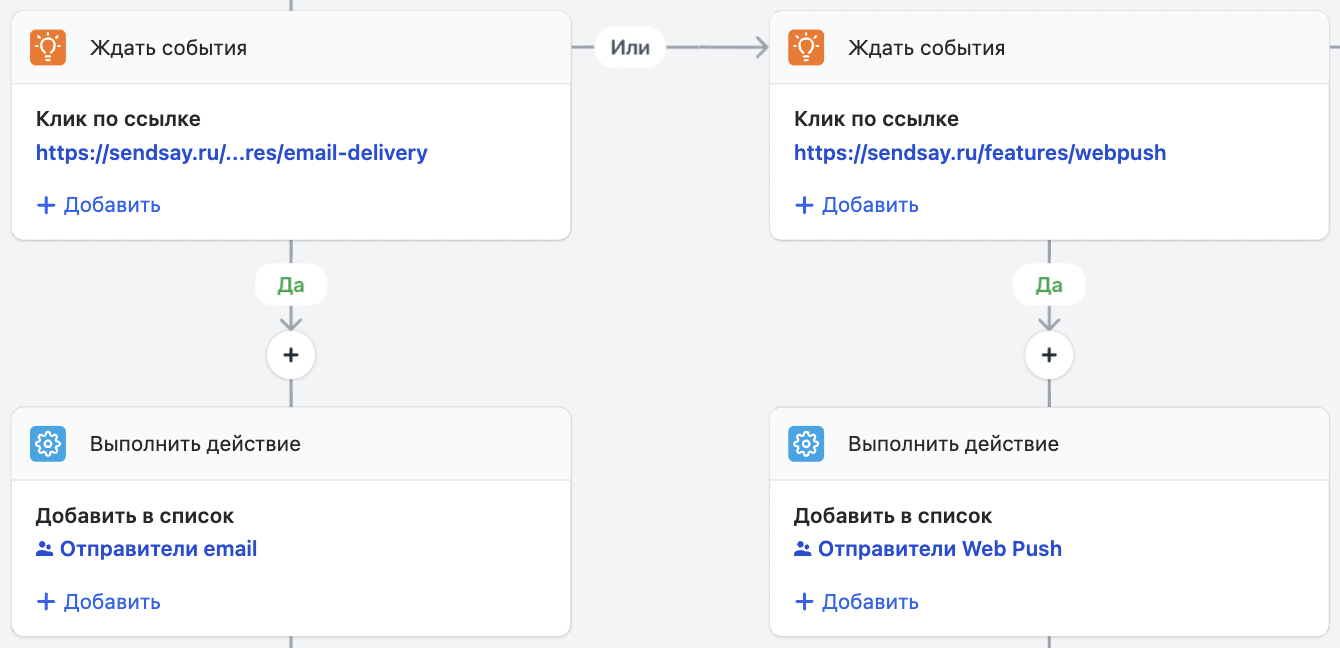 Ждать события
Клик по ссылке
https://sendsay.ru/...res/email-delivery
Добавить
Да
Выполнить действие
Добавить в список
Отправители email
Добавить
Или
Ждать события
Клик по ссылке
https://sendsay.ru/features/webpush
Добавить
Да
Выполнить действие
Добавить в список
Отправители Web Push
Добавить